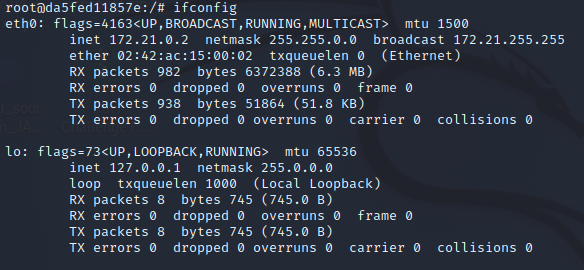 root@da5fed11857e:/# ifconfig
eth0: flags=4163<UP,BROADCAST,RUNNING,MULTICAST>  mtu 1500
        inet 172.21.0.2  netmask 255.255.0.0  broadcast 172.21.255.255
        ether 02:42:ac:15:00:02  txqueuelen 0  (Ethernet)
        RX packets 982  bytes 6372388 (6.3 MB)
        RX errors 0  dropped 0  overruns 0  frame 0
        TX packets 938  bytes 51864 (51.8 KB)
        TX errors 0  dropped 0 overruns 0  carrier 0  collisions 0

lo: flags=73<UP,LOOPBACK,RUNNING>  mtu 65536
        inet 127.0.0.1  netmask 255.0.0.0
        loop  txqueuelen 1000  (Local Loopback)
        RX packets 8  bytes 745 (745.0 B)
        RX errors 0  dropped 0  overruns 0  frame 0
        TX packets 8  bytes 745 (745.0 B)
        TX errors 0  dropped 0 overruns 0  carrier 0  collisions 0